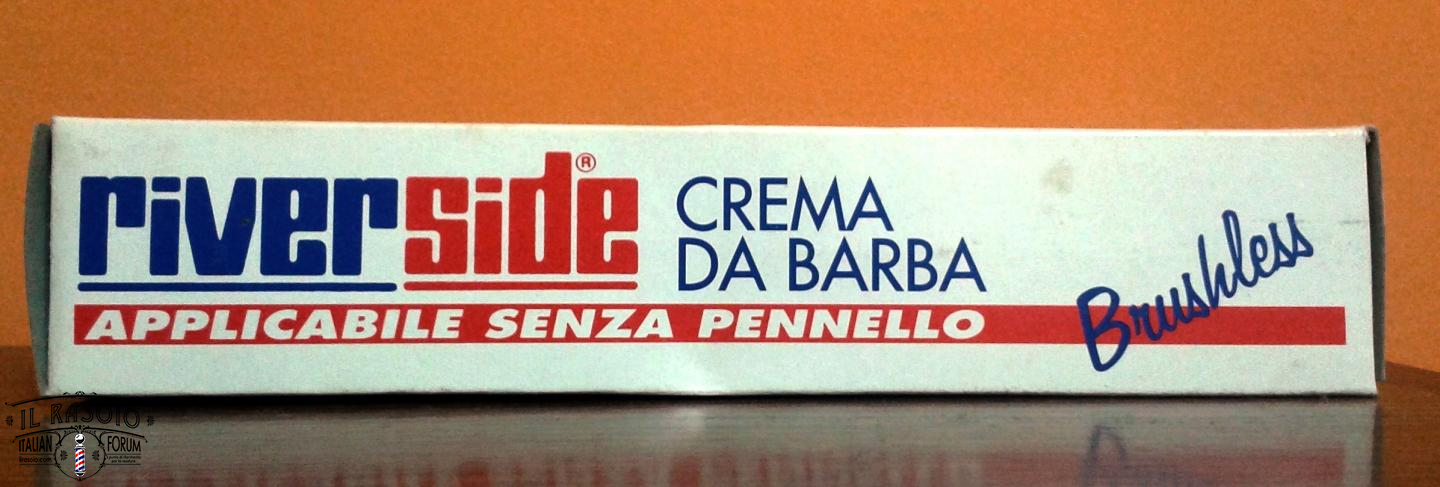 riverside®
CREMA
DA BARBA
APPLICABILE SENZA PENNELLO
Brushless
IL RASOIO
ITALIAN FORUM